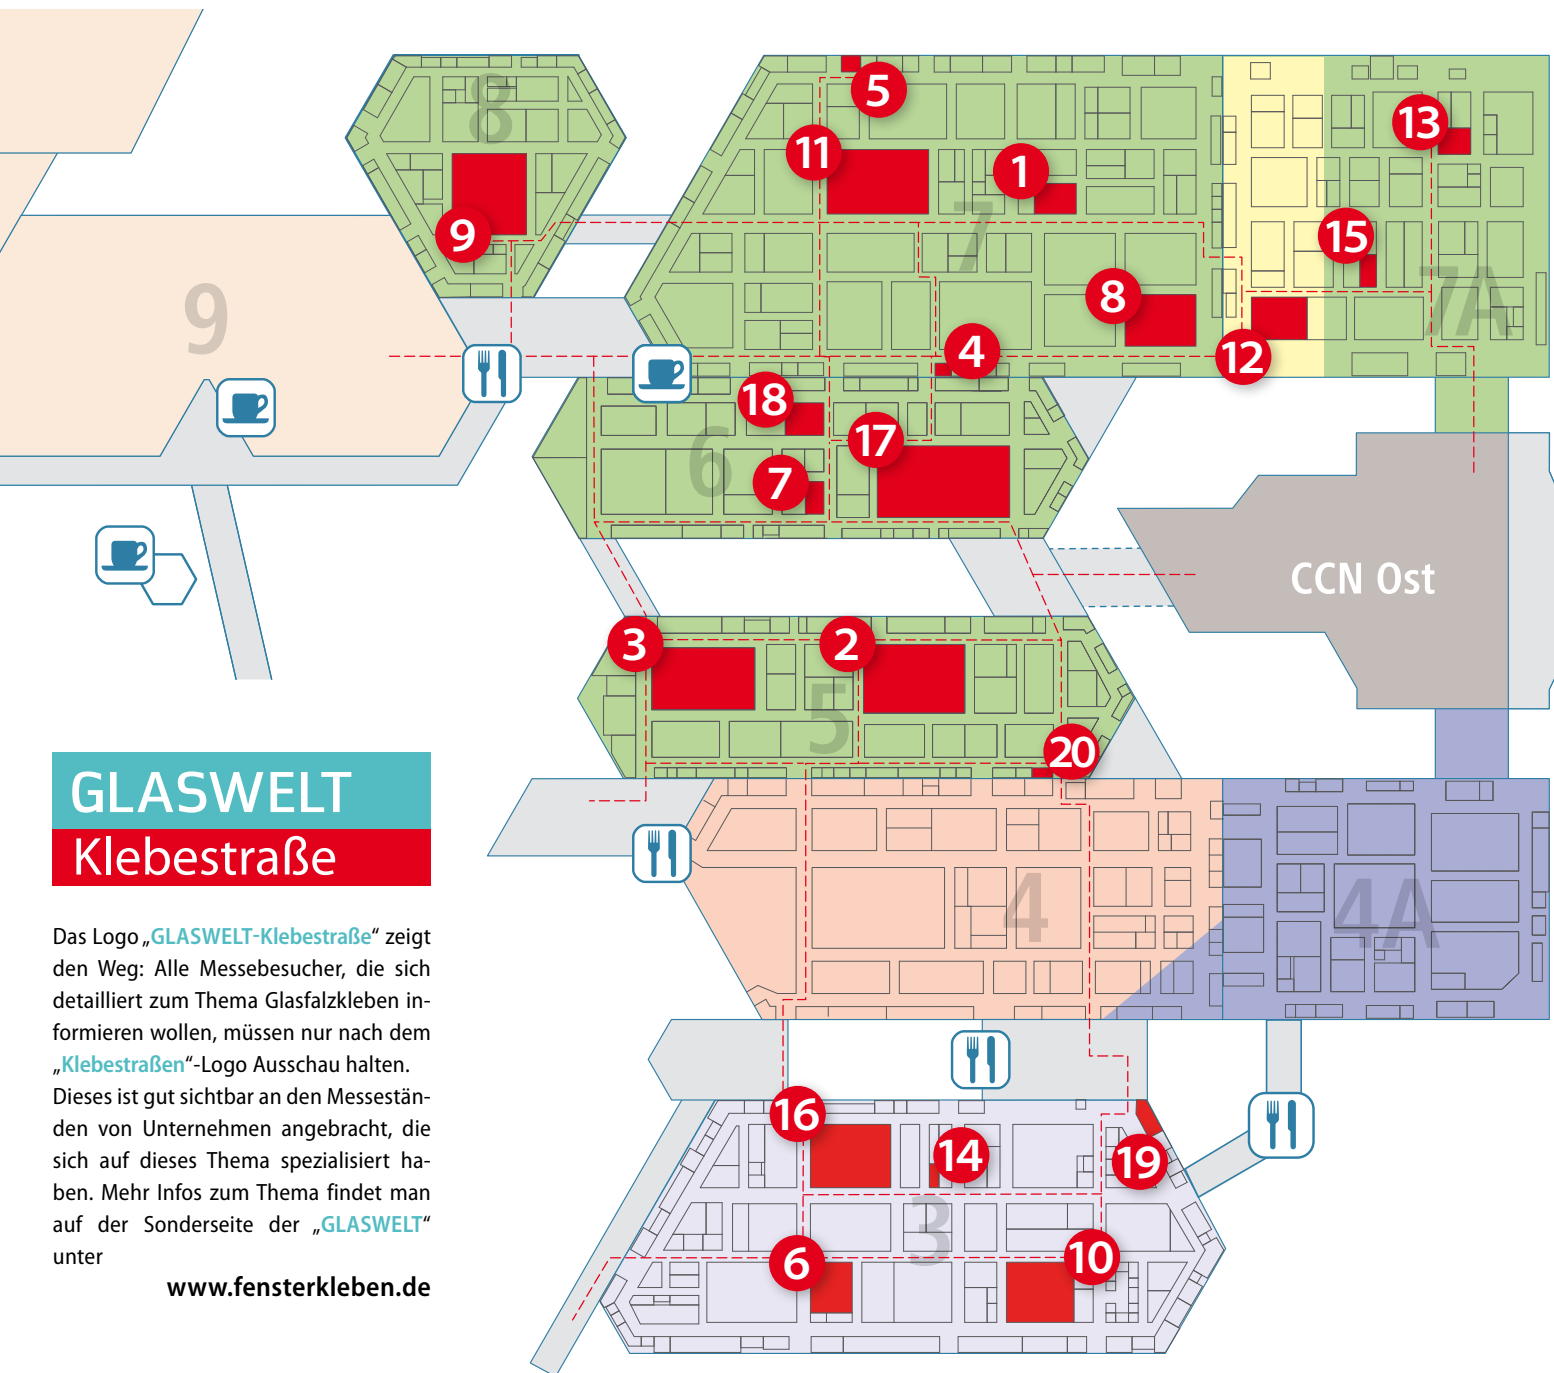 8
5
13
11
1
7
9
15
7A
9
8
4
12
18
17
6
7
CCN Ost
3
2
5
20
GLASWELT
Klebestraße
4
4A
Das Logo „GLASWELT-Klebestraße“ zeigt
den Weg: Alle Messebesucher, die sich
detailliert zum Thema Glasfalzkleben in-
formieren wollen, müssen nur nach dem
„Klebestraßen“-Logo Ausschau halten.
Dieses ist gut sichtbar an den Messestän-
den von Unternehmen angebracht, die
sich auf dieses Thema spezialisiert ha-
ben. Mehr Infos zum Thema findet man
auf der Sonderseite der „GLASWELT“
unter
www.fensterkleben.de
16
14
19
3
6
10